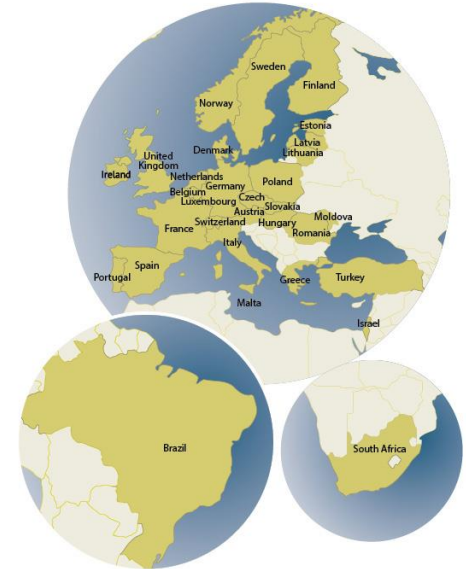 Sweden
Finland
Norway
Estonia
Latvia
Lithuania
Denmark
United
Kingdom
Ireland
Netherlands
Germany
Poland
Belgium
Czech
Luxembourg
Slovakia
Austria
Moldova
Switzerland
Hungary
France
Romania
Italy
Spain
Portugal
Greece
Turkey
Malta
Israel
Brazil
South Africa